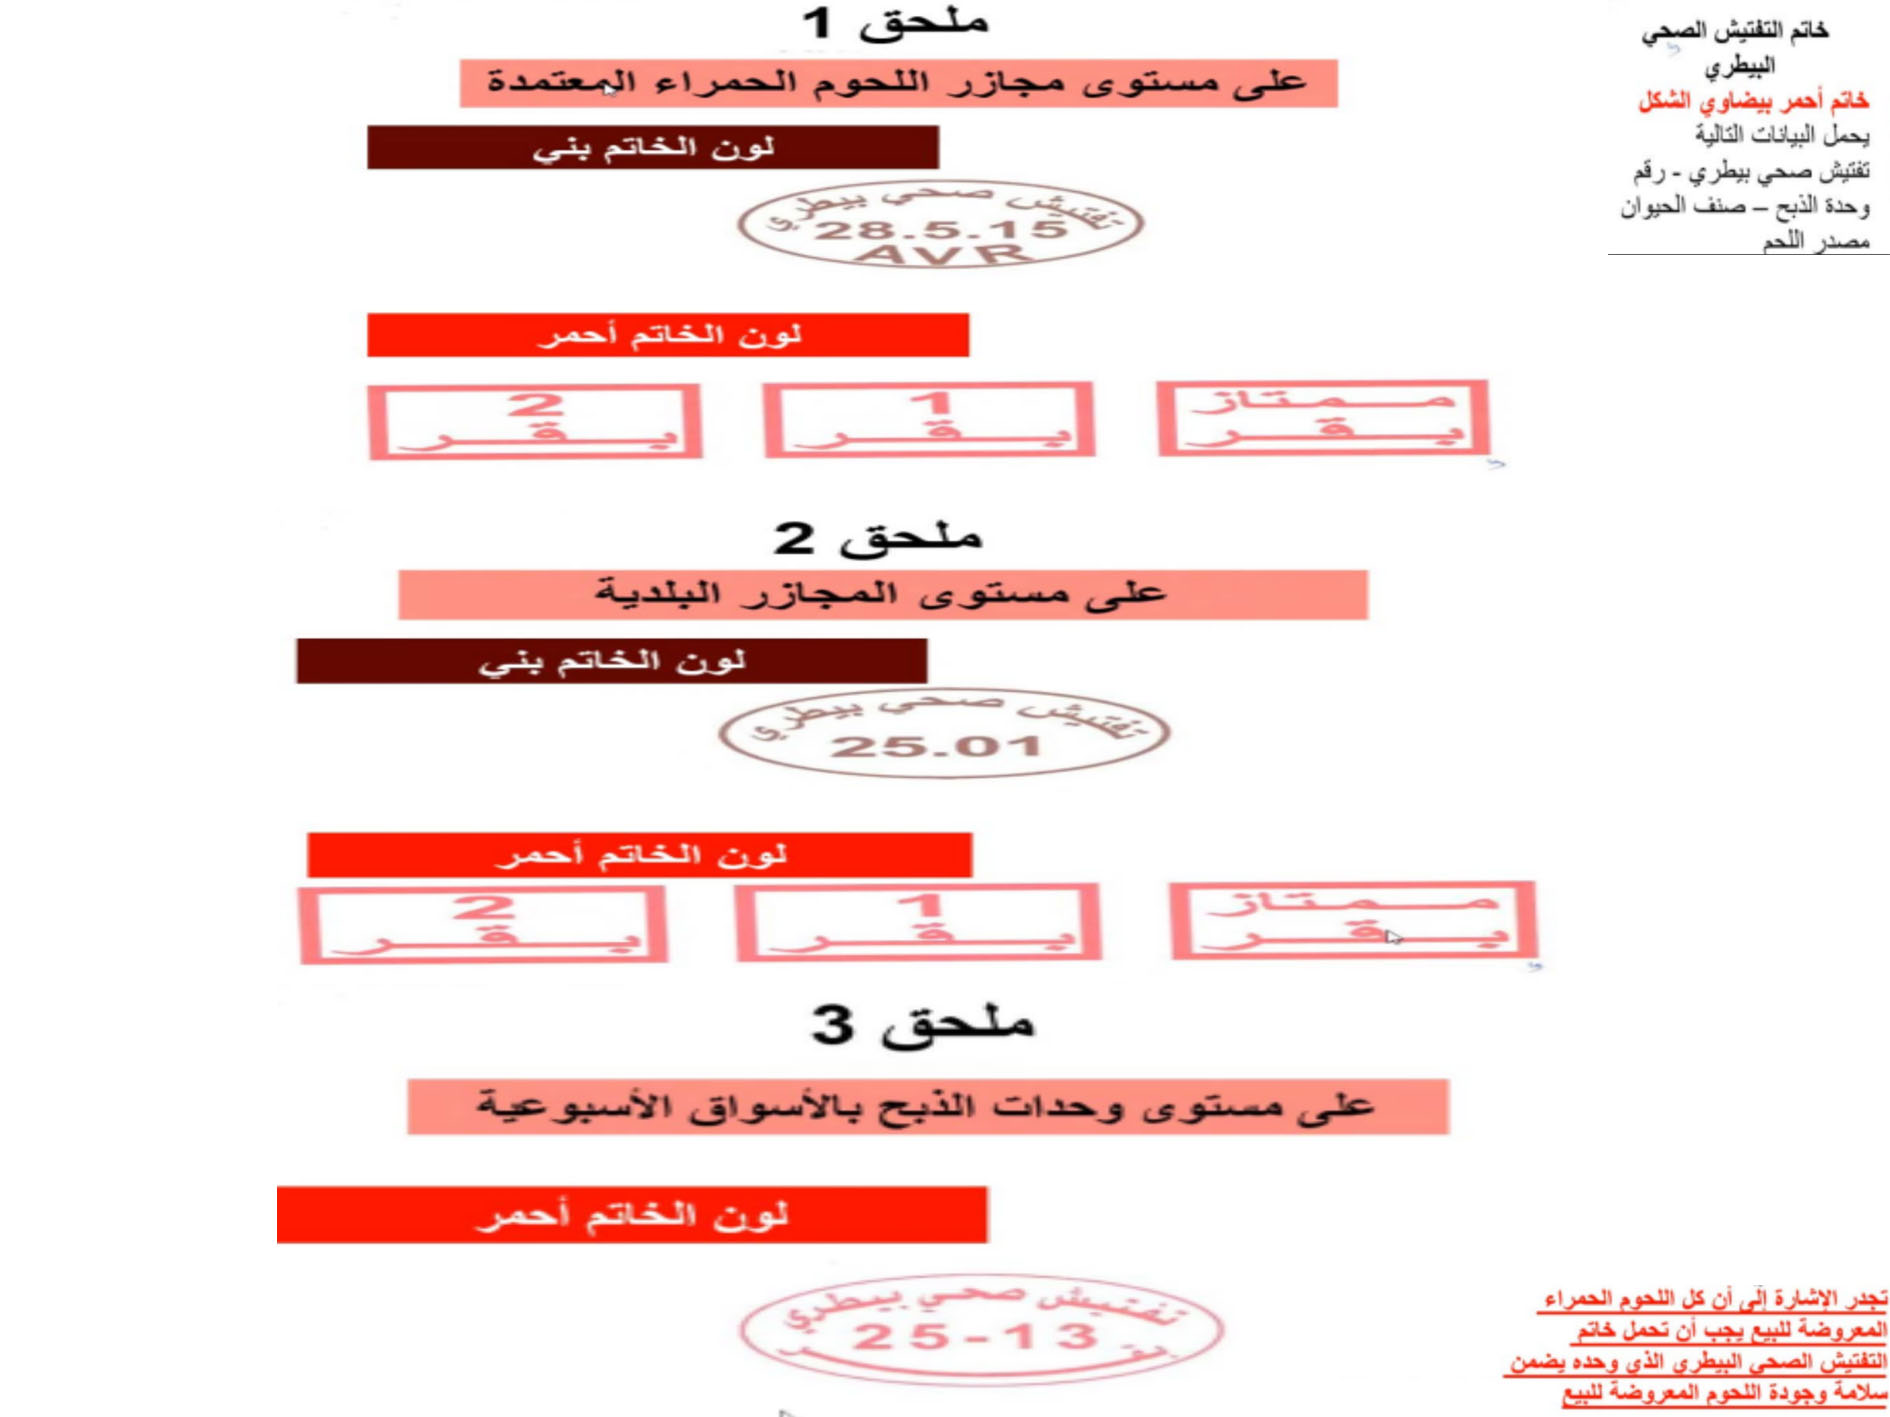 ملحق 1
على مستوى مجازر اللحوم الحمراء المعتمدة
لون الخاتم بني
تفتيش صحي بيطري
28.5.15
AVR
لون الخاتم أحمر
ممتاز
بقر
1
بقر
2
بقر
خاتم التفتيش الصحي
البيطري
خاتم أحمر بيضاوي الشكل
يحمل البيانات التالية
تفتيش صحي بيطري - رقم
وحدة الذبح – صنف الحيوان
مصدر اللحم
ملحق 2
على مستوى المجازر البلدية
لون الخاتم بني
تفتيش صحي بيطري
25.01
لون الخاتم أحمر
ممتاز
بقر
1
بقر
2
بقر
ملحق 3
على مستوى وحدات الذبح بالأسواق الأسبوعية
لون الخاتم أحمر
تفتيش صحي بيطري
25-13
بقر
تجدر الإشارة إلى أن كل اللحوم الحمراء
المعروضة للبيع يجب أن تحمل خاتم
التفتيش الصحي البيطري الذي وحده يضمن
سلامة وجودة اللحوم المعروضة للبيع